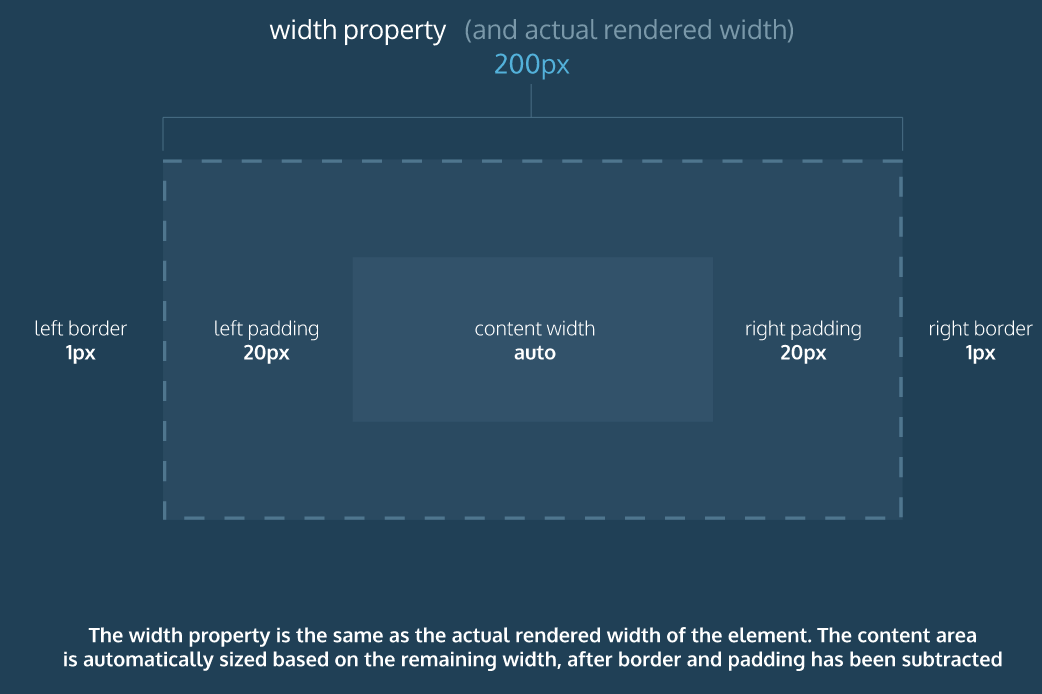 width property (and actual rendered width)
200px
left border
1px
left padding
20px
content width
auto
right padding
20px
right border
1px
The width property is the same as the actual rendered width of the element. The content area
is automatically sized based on the remaining width, after border and padding has been subtracted